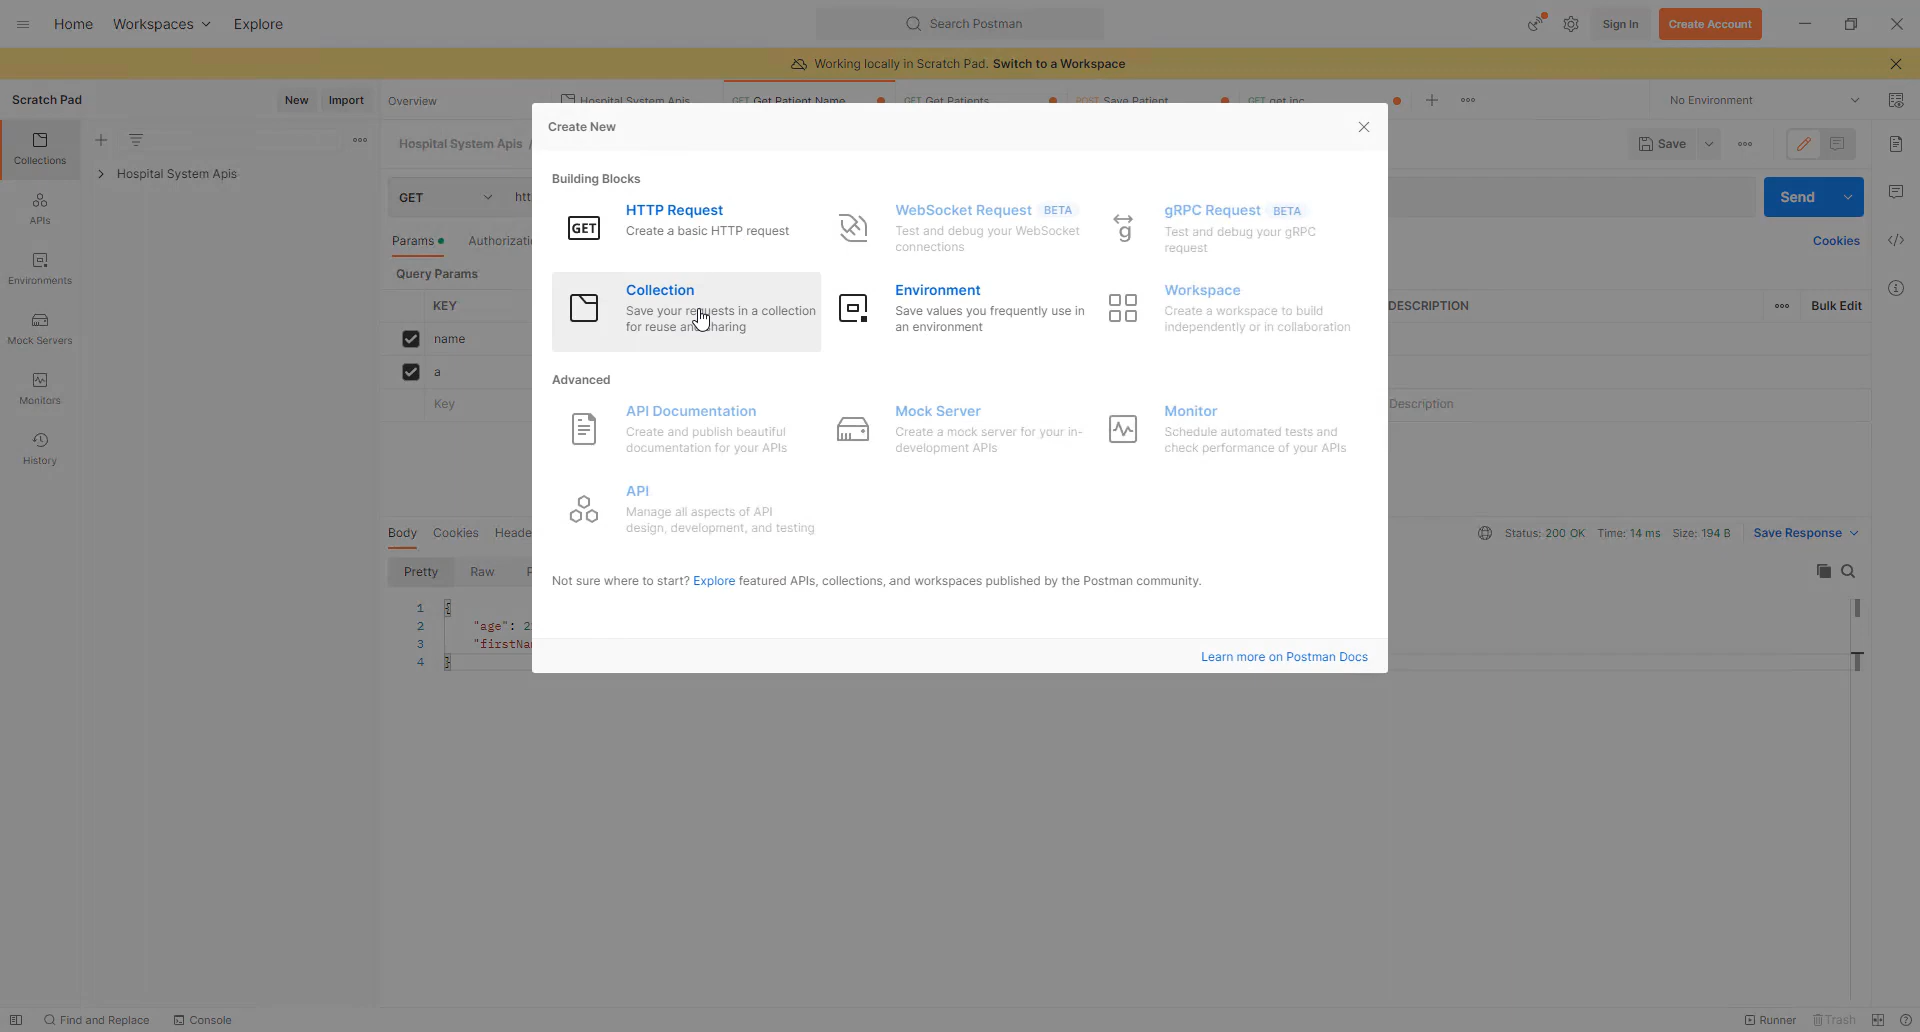 Home Workspaces Explore Search Postman Sign In Create Account
Working locally in Scratch Pad. Switch to a Workspace
Scratch Pad New Import Overview Hospital System Apis GET Get Patient Name GET Get Patients POST Save Patient GET get inc No Environment
Create New
Collections
APIs
Environments
Mock Servers
Monitors
History
Hospital System Apis
Hospital System Apis / Save
GET htt Send
Params Authorizati Cookies
Query Params
KEY DESCRIPTION Bulk Edit
name
a
Key Description
Building Blocks
HTTP Request
Create a basic HTTP request
WebSocket Request BETA
Test and debug your WebSocket
connections
gRPC Request BETA
Test and debug your gRPC
request
GET
g
Collection
Save your requests in a collection
for reuse and sharing
Environment
Save values you frequently use in
an environment
Workspace
Create a workspace to build
independently or in collaboration
Advanced
API Documentation
Create and publish beautiful
documentation for your APIs
Mock Server
Create a mock server for your in-
development APIs
Monitor
Schedule automated tests and
check performance of your APIs
API
Manage all aspects of API
design, development, and testing
Not sure where to start? Explore featured APIs, collections, and workspaces published by the Postman community.
Learn more on Postman Docs
Body Cookies Heade Status: 200 OK Time: 14 ms Size: 194 B Save Response
Pretty Raw P
1 {
2 "age": 2
3 "firstNa
4 }
Find and Replace Console Runner Trash